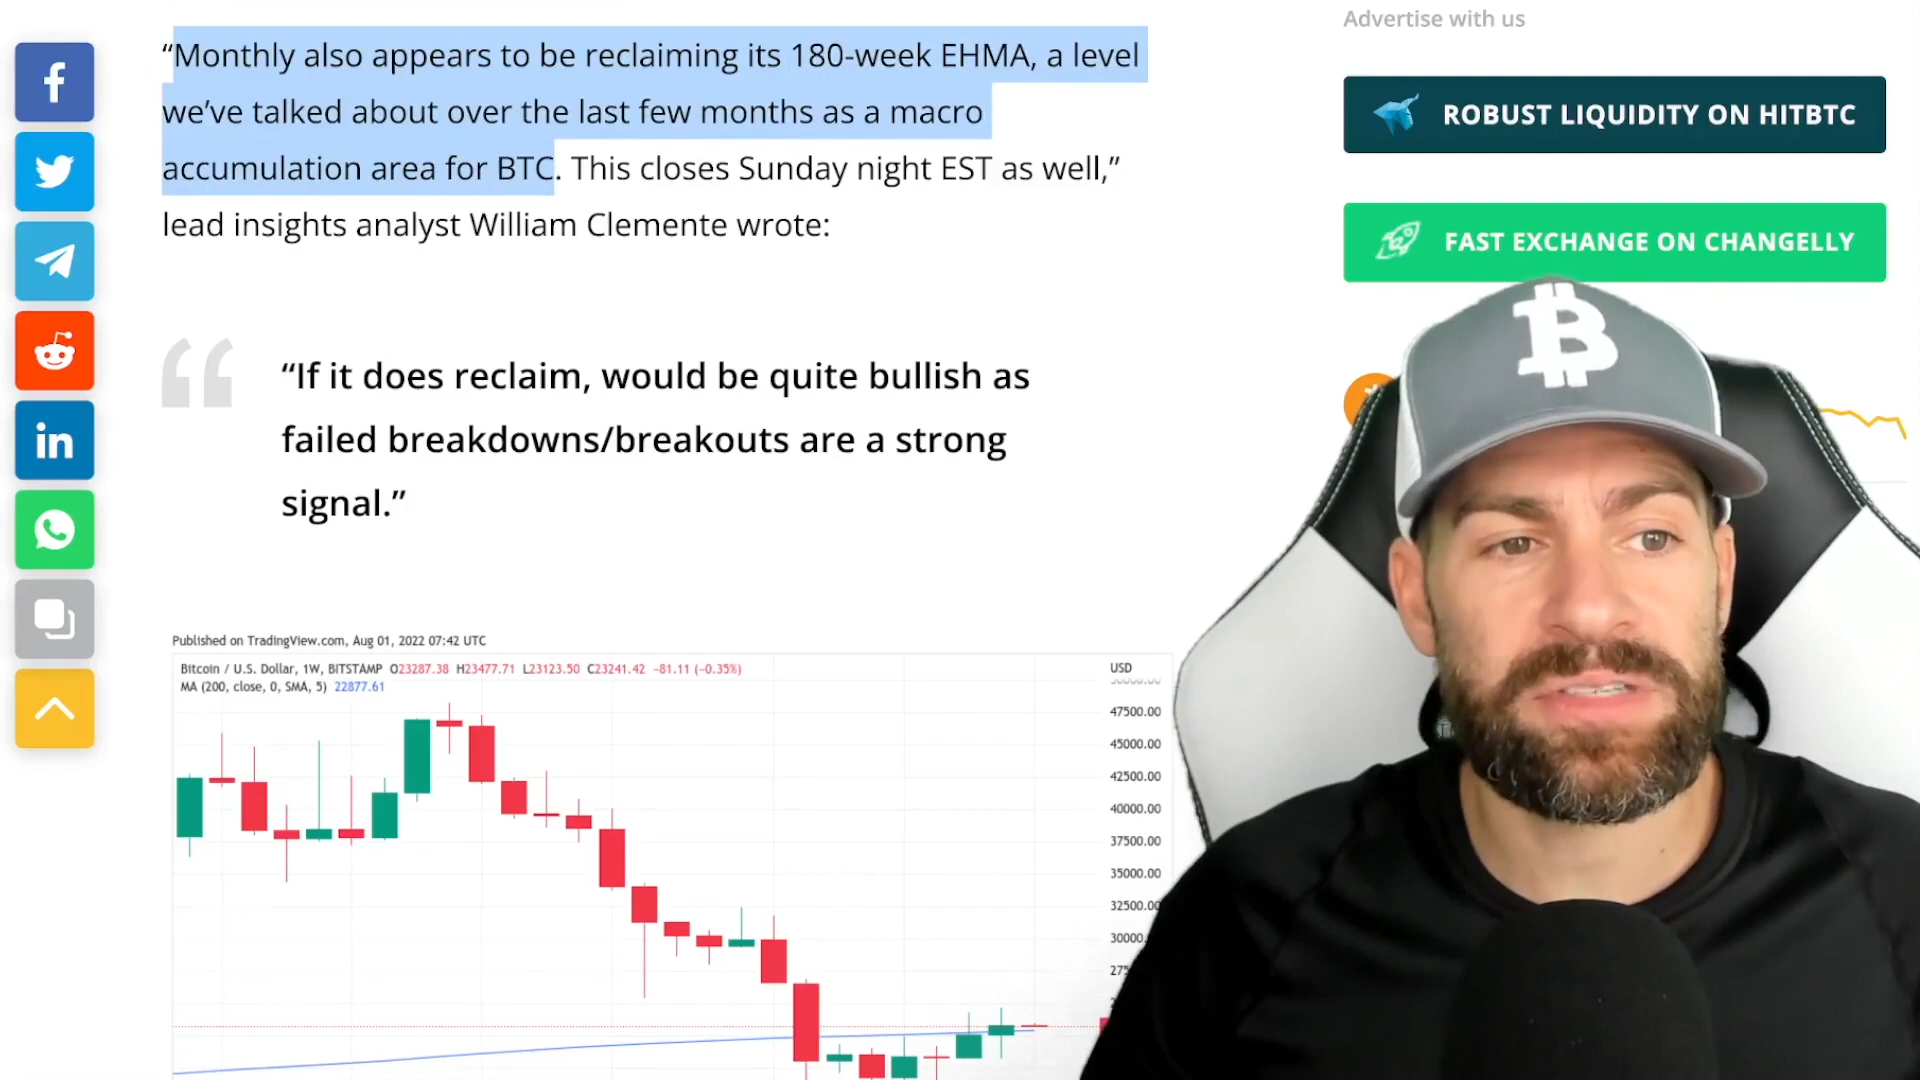 Advertise with us
“Monthly also appears to be reclaiming its 180-week EHMA, a level
we’ve talked about over the last few months as a macro
accumulation area for BTC. This closes Sunday night EST as well,”
lead insights analyst William Clemente wrote:
ROBUST LIQUIDITY ON HITBTC
FAST EXCHANGE ON CHANGELLY
“If it does reclaim, would be quite bullish as
failed breakdowns/breakouts are a strong
signal.”
Published on TradingView.com, Aug 01, 2022 07:42 UTC
Bitcoin / U.S. Dollar, 1W, BITSTAMP O23287.38 H23477.71 L23123.50 C23241.42 −81.11 (−0.35%)
MA (200, close, 0, SMA, 5) 22877.61
USD
47500.00
45000.00
42500.00
40000.00
37500.00
35000.00
32500.00
30000.